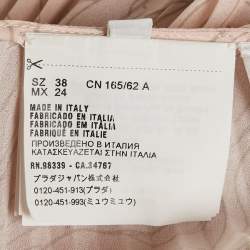 SZ 38 CN 165/62 A
MX 24
MADE IN ITALY
FABRICADO EN ITALIA
FABRICADO EM ITÁLIA
FABRIQUÉ EN ITALIE
ПРОИЗВЕДЕНО В ИТАЛИЯ
ΚΑΤΑΣΚΕΥΑΖΕΤΑΙ ΣΤΗΝ ΙΤΑΛΙΑ
RN.98339 - CA.34767
プラダジャパン株式会社
0120-451-913(プラダ)
0120-451-993(ミュウミュウ)